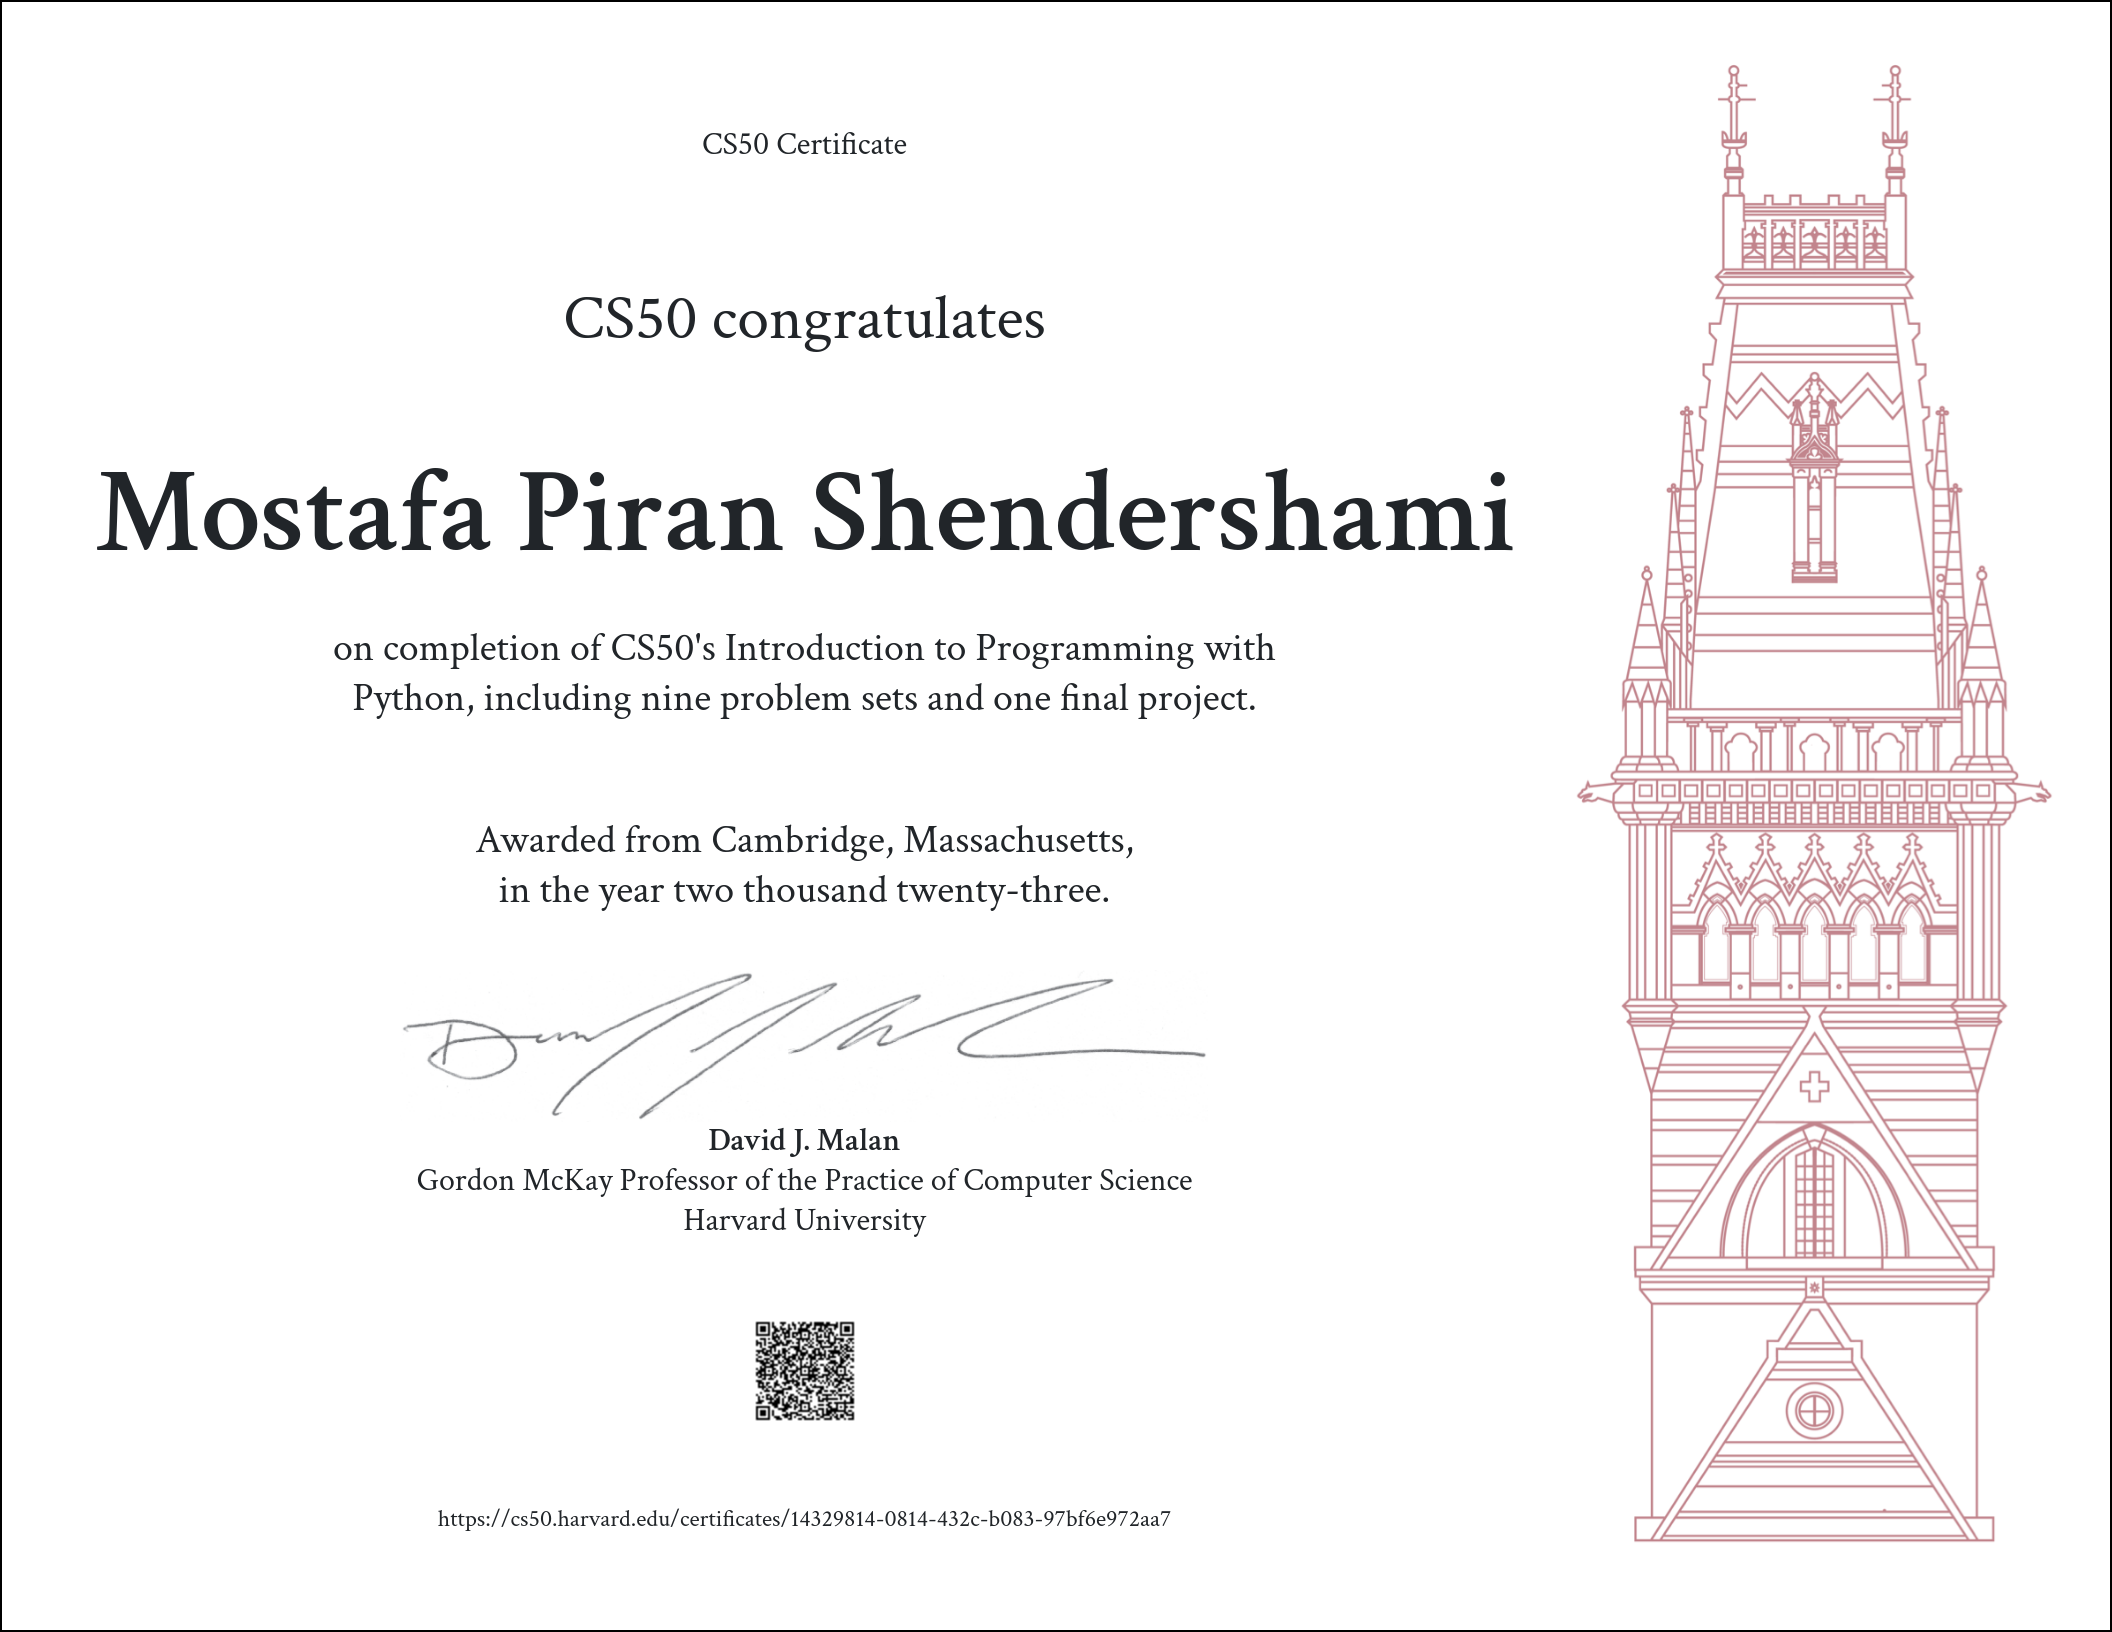 CS50 Certificate
CS50 congratulates
Mostafa Piran Shendershami
on completion of CS50's Introduction to Programming with
Python, including nine problem sets and one final project.
Awarded from Cambridge, Massachusetts,
in the year two thousand twenty-three.
David J. Malan
Gordon McKay Professor of the Practice of Computer Science
Harvard University
https://cs50.harvard.edu/certificates/14329814-0814-432c-b083-97bf6e972aa7